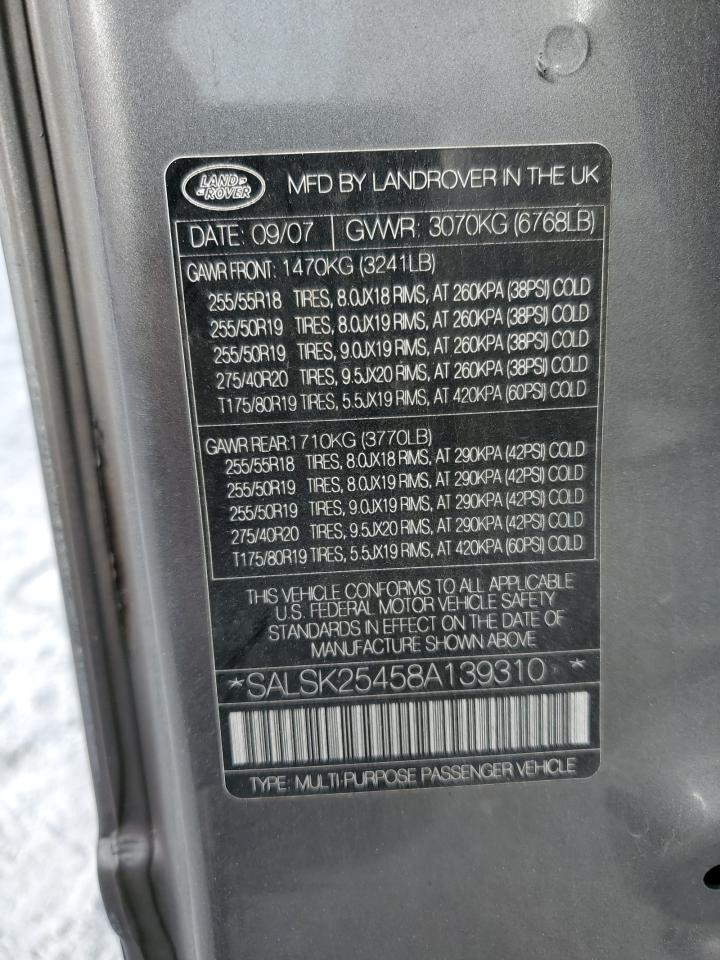 LAND-
-ROVER
MFD BY LANDROVER IN THE UK
DATE: 09/07 GVWR: 3070KG (6768LB)
GAWR FRONT: 1470KG (3241LB)
255/55R18 TIRES, 8.0JX18 RIMS, AT 260KPA (38PSI) COLD
255/50R19 TIRES, 8.0JX19 RIMS, AT 260KPA (38PSI) COLD
255/50R19 TIRES, 9.0JX19 RIMS, AT 260KPA (38PSI) COLD
275/40R20 TIRES, 9.5JX20 RIMS, AT 260KPA (38PSI) COLD
T175/80R19 TIRES, 5.5JX19 RIMS, AT 420KPA (60PSI) COLD
GAWR REAR:1710KG (3770LB)
255/55R18 TIRES, 8.0JX18 RIMS, AT 290KPA (42PSI) COLD
255/50R19 TIRES, 8.0JX19 RIMS, AT 290KPA (42PSI) COLD
255/50R19 TIRES, 9.0JX19 RIMS, AT 290KPA (42PSI) COLD
275/40R20 TIRES, 9.5JX20 RIMS, AT 290KPA (42PSI) COLD
T175/80R19 TIRES, 5.5JX19 RIMS, AT 420KPA (60PSI) COLD
THIS VEHICLE CONFORMS TO ALL APPLICABLE
U.S. FEDERAL MOTOR VEHICLE SAFETY
STANDARDS IN EFFECT ON THE DATE OF
MANUFACTURE SHOWN ABOVE
*SALSK25458A139310 *
TYPE: MULTI-PURPOSE PASSENGER VEHICLE